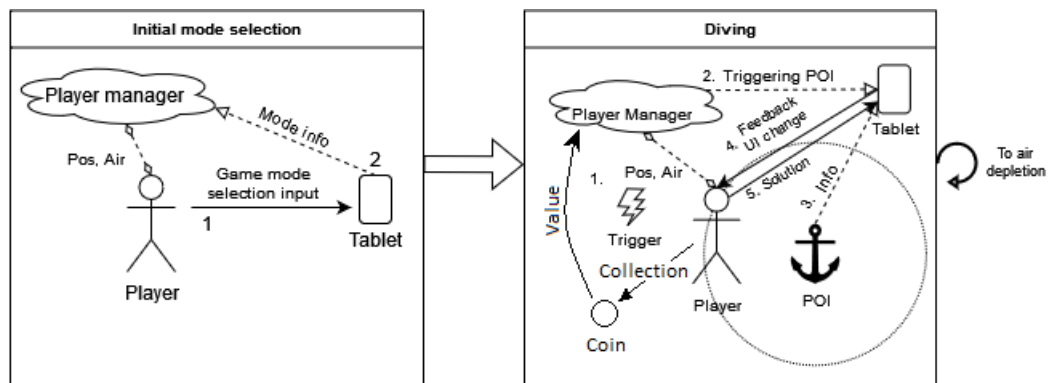 Initial mode selection
Player manager
Mode info
Pos, Air
2
Game mode
selection input
1
Tablet
Player
Diving
2. Triggering POI
Player Manager
Tablet
4. Feedback
UI change
1.
Pos, Air
5. Solution
3. Info
Value
Trigger
Collection
Player
POI
Coin
To air
depletion